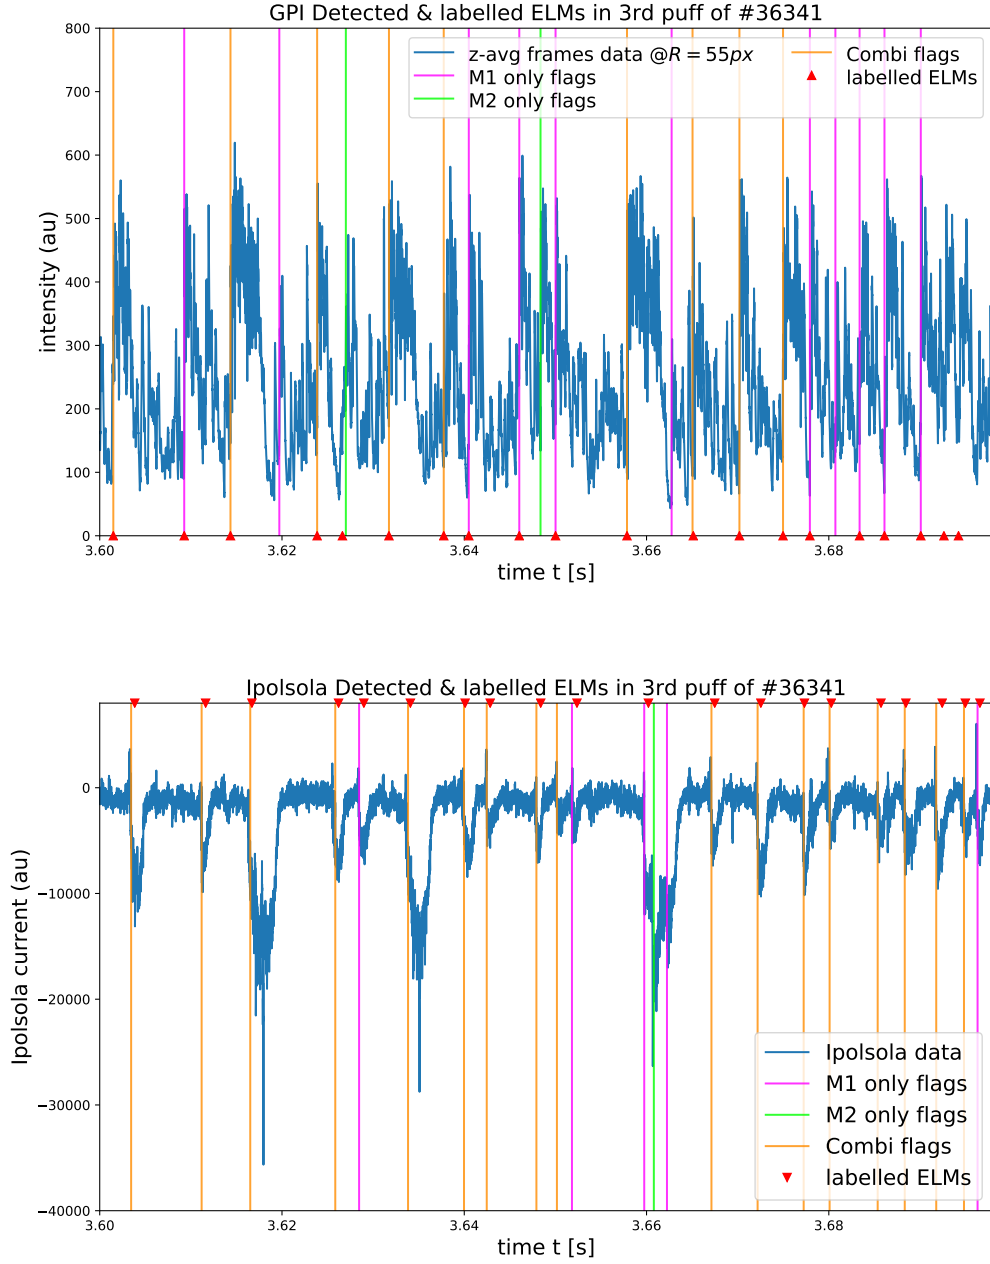 GPI Detected & labelled ELMs in 3rd puff of #36341
800
700
600
500
400
300
200
100
0
intensity (au)
z-avg frames data @R = 55px
M1 only flags
M2 only flags
Combi flags
labelled ELMs
3.60 3.62 3.64 3.66 3.68
time t [s]
Ipolsola Detected & labelled ELMs in 3rd puff of #36341
0
−10000
−20000
−30000
−40000
Ipolsola current (au)
Ipolsola data
M1 only flags
M2 only flags
Combi flags
labelled ELMs
3.60 3.62 3.64 3.66 3.68
time t [s]